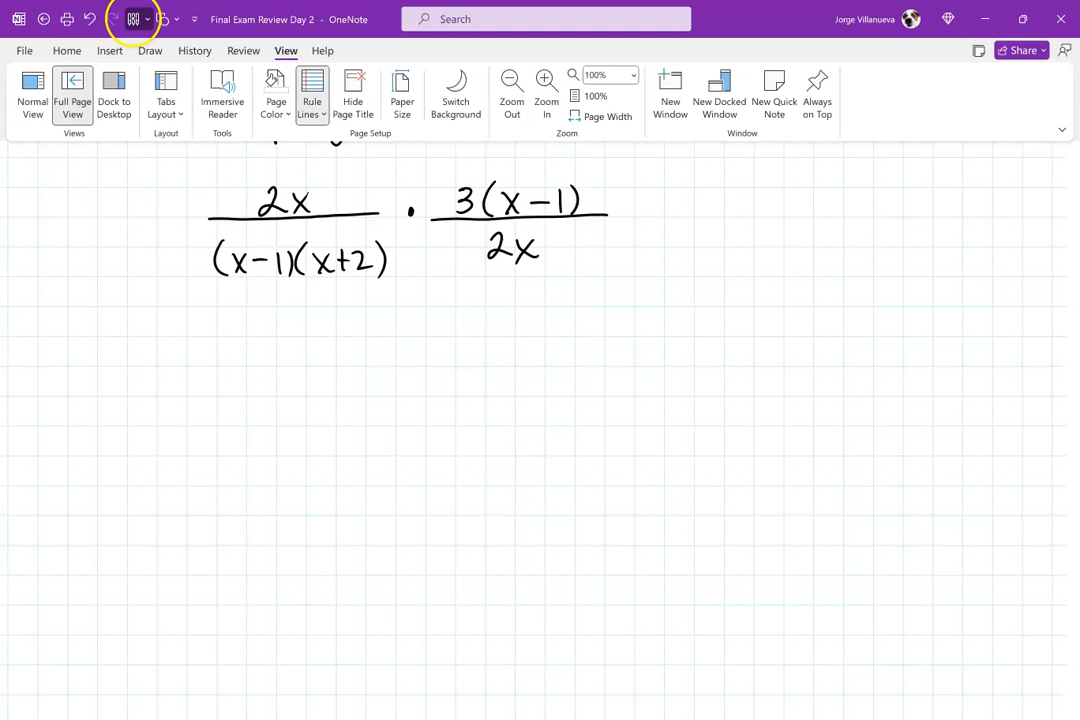 Final Exam Review Day 2 - OneNote
Search
Jorge Villanueva
File Home Insert Draw View History Review View Help
Share
Normal View
Full Page View
Dock to Desktop
Tabs Layout
Immersive Reader
Page Color
Rule Lines
Hide Page Title
Paper Size
Switch Background
Zoom Out
Zoom In
100%
100%
Page Width
New Window
New Docked Window
New Quick Note
Always on Top
Views Layout Tools Page Setup Zoom Window
2x / (x-1)(x+2) · 3(x-1) / 2x